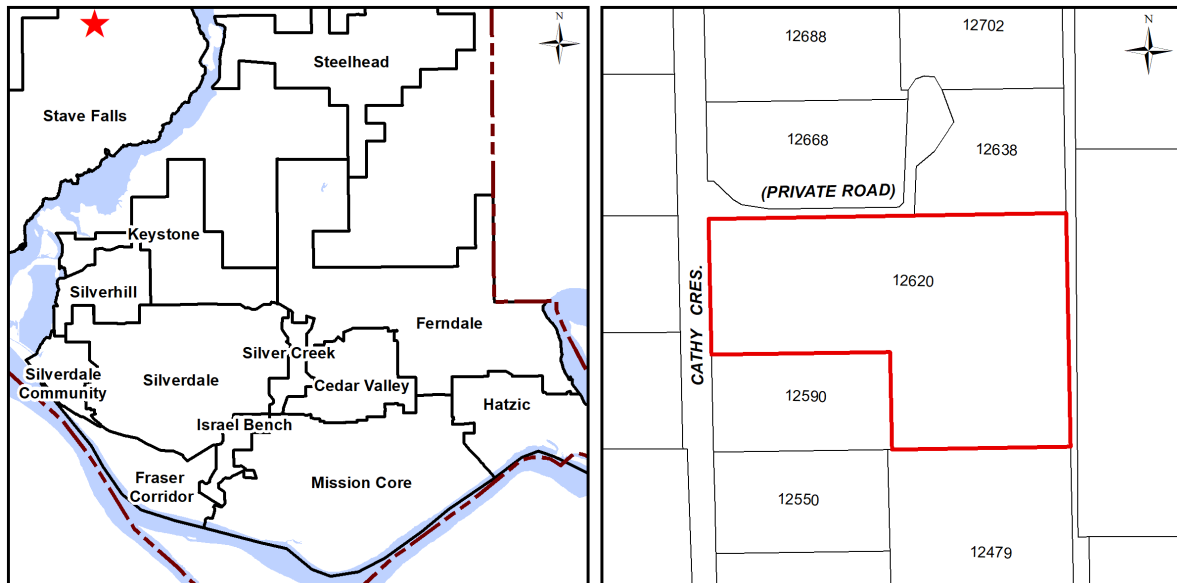 N
Steelhead
Stave Falls
Keystone
Silverhill
Ferndale
Silver Creek
Silverdale
Community
Silverdale
Cedar Valley
Hatzic
Israel Bench
Fraser
Corridor
Mission Core
N
12688
12702
12668
12638
(PRIVATE ROAD)
12620
CATHY CRES.
12590
12550
12479